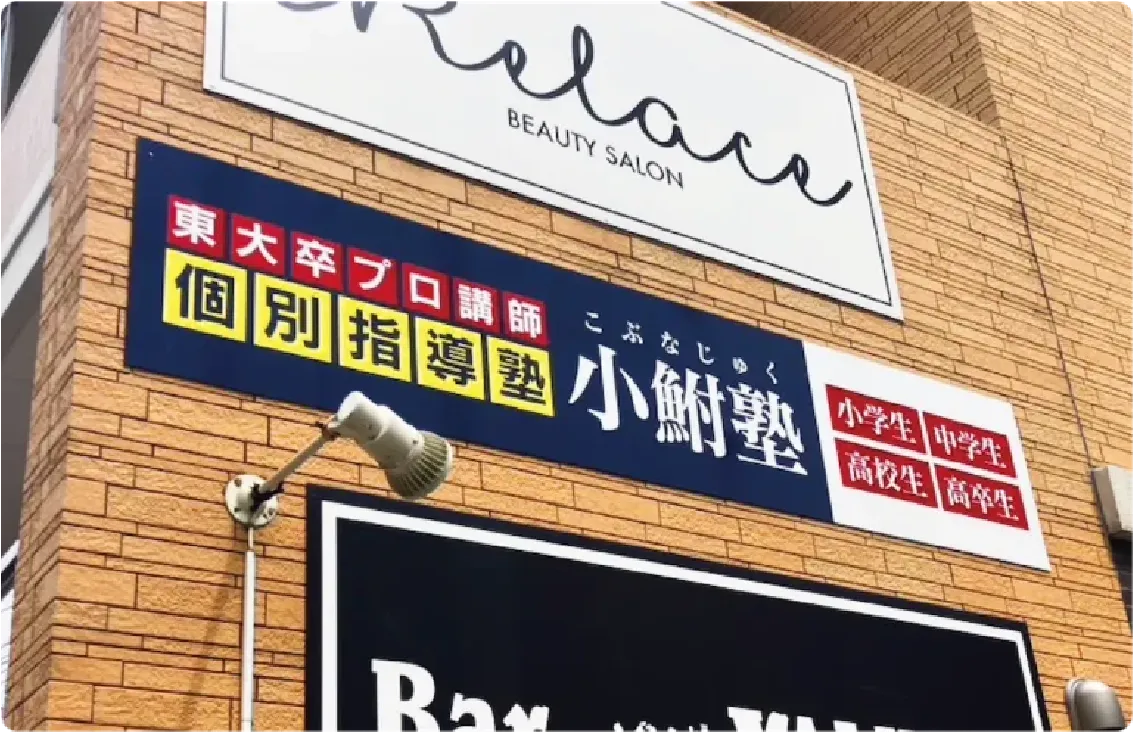 Relace
BEAUTY SALON
東大卒プロ講師
個別指導塾
こぶなじゅく
小鮒塾
小学生
中学生
高校生
高卒生
Bar